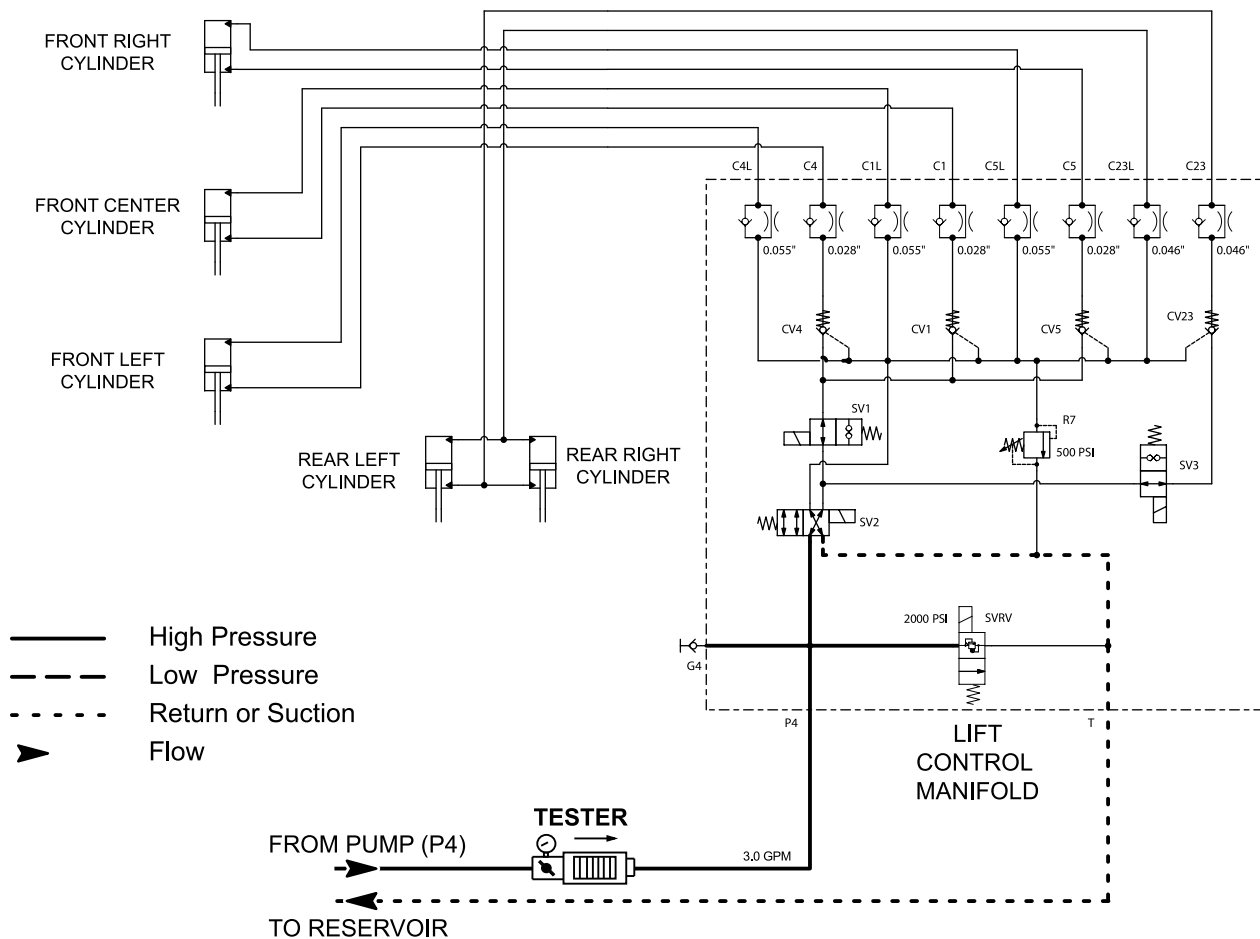 FRONT RIGHT
CYLINDER
FRONT CENTER
CYLINDER
FRONT LEFT
CYLINDER
REAR LEFT
CYLINDER
REAR RIGHT
CYLINDER
C4L
C4
C1L
C1
C5L
C5
C23L
C23
0.055"
0.028"
0.055"
0.028"
0.055"
0.028"
0.046"
0.046"
CV4
CV1
CV5
CV23
SV1
R7
500 PSI
SV3
SV2
2000 PSI
SVRV
G4
P4
T
LIFT
CONTROL
MANIFOLD
High Pressure
Low Pressure
Return or Suction
Flow
TESTER
FROM PUMP (P4)
3.0 GPM
TO RESERVOIR